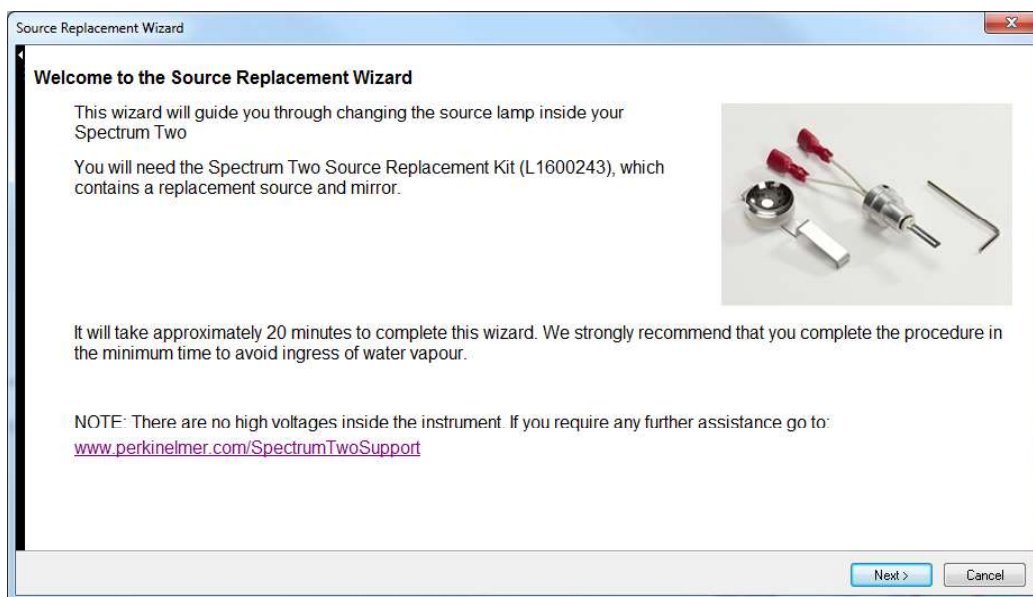 Source Replacement Wizard
Welcome to the Source Replacement Wizard
This wizard will guide you through changing the source lamp inside your
Spectrum Two
You will need the Spectrum Two Source Replacement Kit (L1600243), which
contains a replacement source and mirror.
It will take approximately 20 minutes to complete this wizard. We strongly recommend that you complete the procedure in
the minimum time to avoid ingress of water vapour.
NOTE: There are no high voltages inside the instrument. If you require any further assistance go to:
www.perkinelmer.com/SpectrumTwoSupport
Next >
Cancel